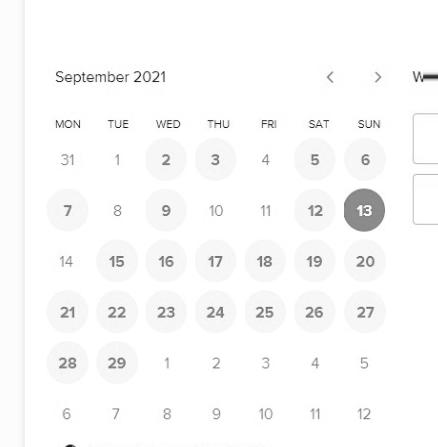 September 2021
W
MON TUE WED THU FRI SAT SUN
31 1 2 3 4 5 6
7 8 9 10 11 12 13
14 15 16 17 18 19 20
21 22 23 24 25 26 27
28 29 1 2 3 4 5
6 7 8 9 10 11 12